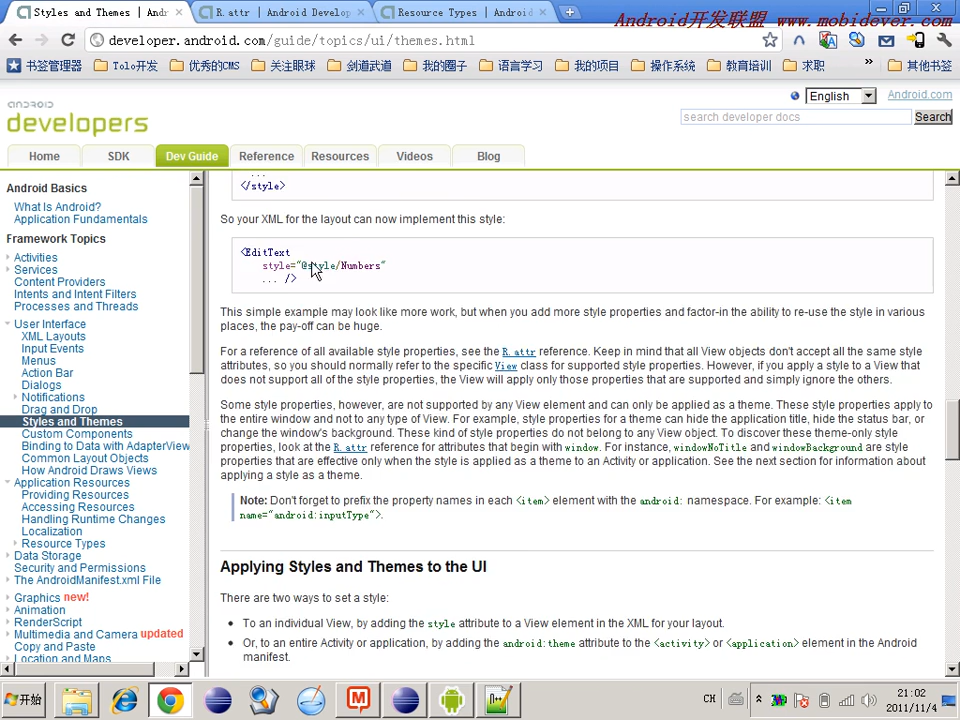 Styles and Themes | Andr
R.attr | Android Develop
Resource Types | Android
Android开发联盟 www.mobidever.com
developer.android.com/guide/topics/ui/themes.html
书签管理器 Tolo开发 优秀的CMS 关注眼球 剑道武道 我的圈子 语言学习 我的项目 操作系统 教育培训 求职 » 其他书签
English Android.com
android
developers
search developer docs Search
Home SDK Dev Guide Reference Resources Videos Blog
Android Basics
What Is Android?
Application Fundamentals
Framework Topics
Activities
Services
Content Providers
Intents and Intent Filters
Processes and Threads
User Interface
XML Layouts
Input Events
Menus
Action Bar
Dialogs
Notifications
Drag and Drop
Styles and Themes
Custom Components
Binding to Data with AdapterView
Common Layout Objects
How Android Draws Views
Application Resources
Providing Resources
Accessing Resources
Handling Runtime Changes
Localization
Resource Types
Data Storage
Security and Permissions
The AndroidManifest.xml File
Graphics new!
Animation
RenderScript
Multimedia and Camera updated
Copy and Paste
Location and Maps
...
</style>
So your XML for the layout can now implement this style:
<EditText
style="@style/Numbers"
... />
This simple example may look like more work, but when you add more style properties and factor-in the ability to re-use the style in various
places, the pay-off can be huge.
For a reference of all available style properties, see the R.attr reference. Keep in mind that all View objects don't accept all the same style
attributes, so you should normally refer to the specific View class for supported style properties. However, if you apply a style to a View that
does not support all of the style properties, the View will apply only those properties that are supported and simply ignore the others.
Some style properties, however, are not supported by any View element and can only be applied as a theme. These style properties apply to
the entire window and not to any type of View. For example, style properties for a theme can hide the application title, hide the status bar, or
change the window's background. These kind of style properties do not belong to any View object. To discover these theme-only style
properties, look at the R.attr reference for attributes that begin with window. For instance, windowNoTitle and windowBackground are style
properties that are effective only when the style is applied as a theme to an Activity or application. See the next section for information about
applying a style as a theme.
Note: Don't forget to prefix the property names in each <item> element with the android: namespace. For example: <item
name="android:inputType">.
Applying Styles and Themes to the UI
There are two ways to set a style:
To an individual View, by adding the style attribute to a View element in the XML for your layout.
Or, to an entire Activity or application, by adding the android:theme attribute to the <activity> or <application> element in the Android
manifest.
开始
CH
21:02
2011/11/4